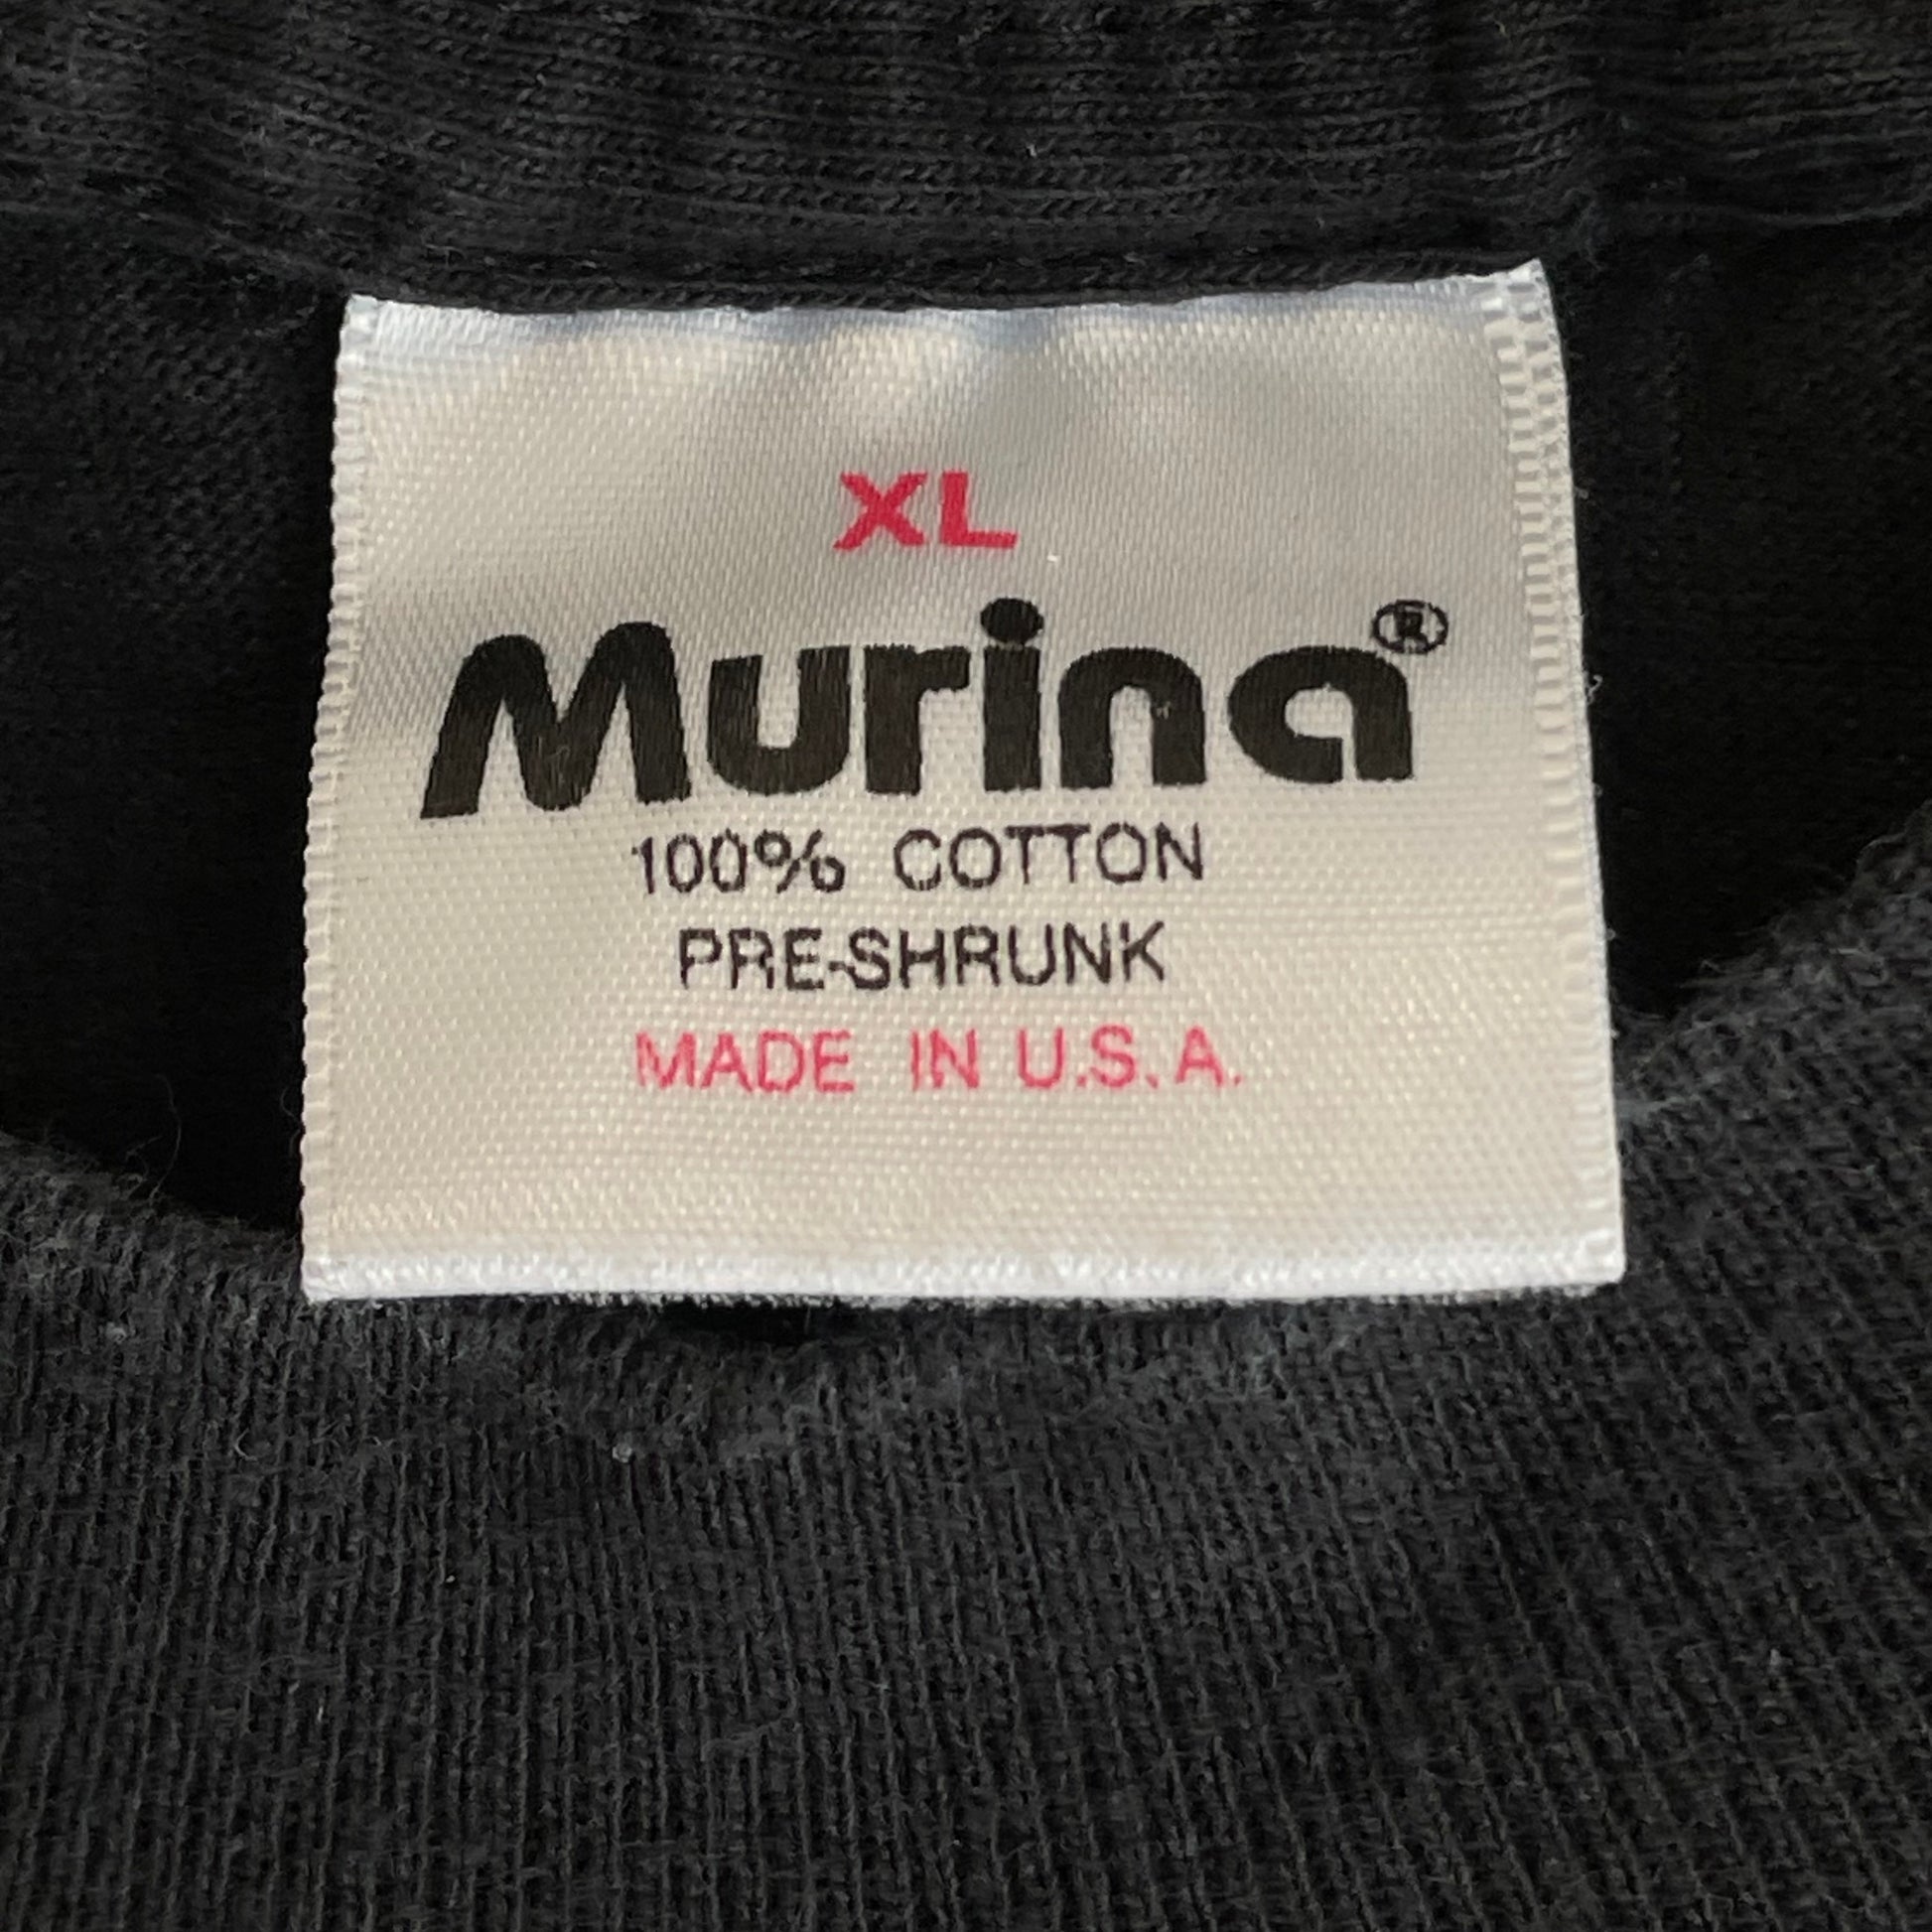 XL
Murina®
100% COTTON
PRE-SHRUNK
MADE IN U.S.A.